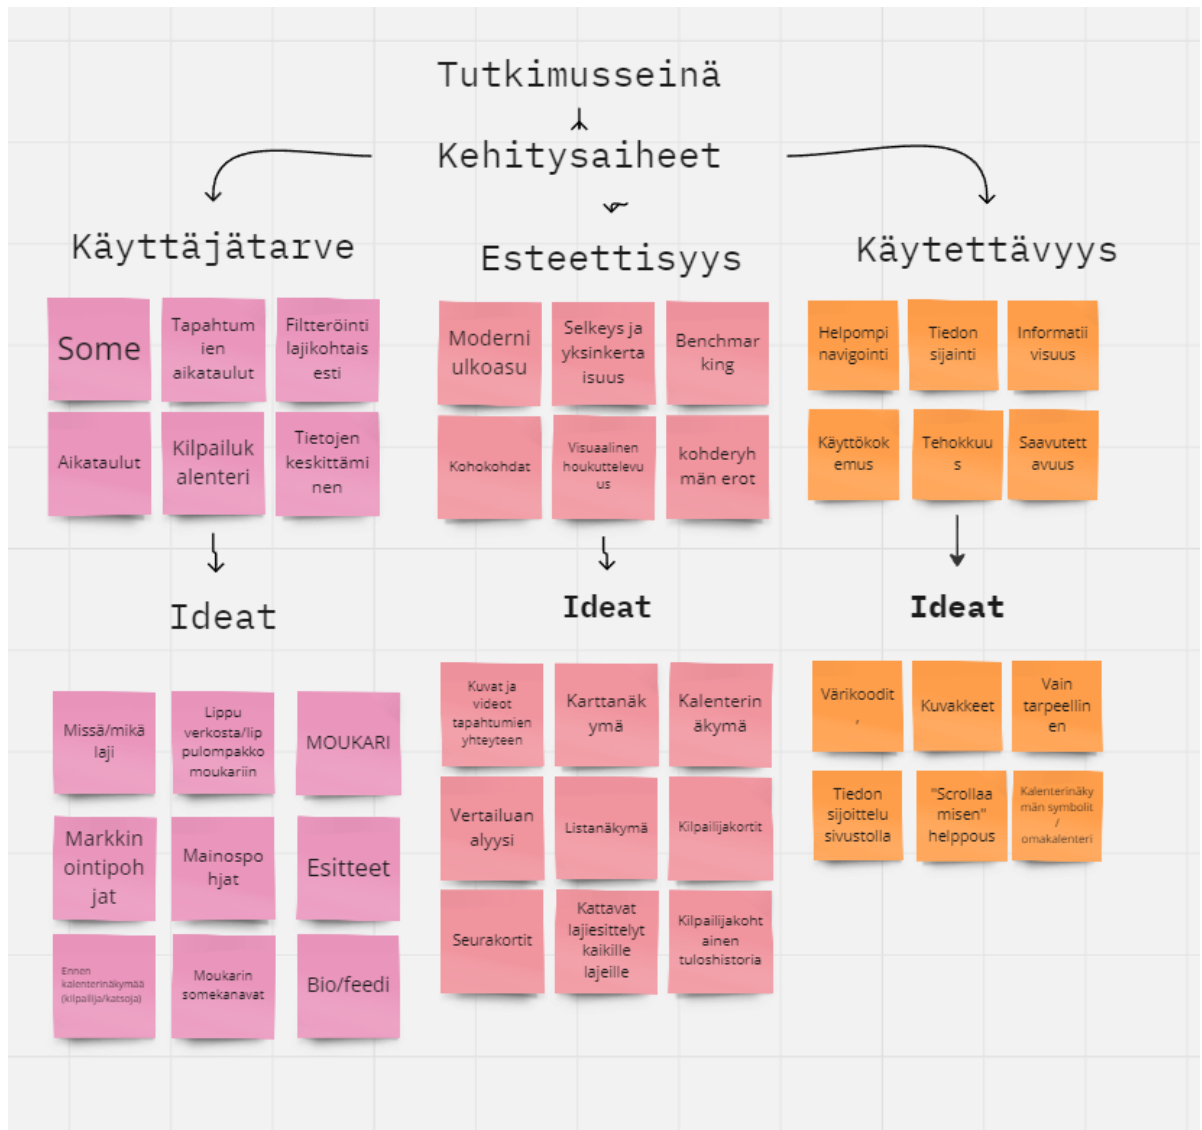 Tutkimusseinä
Kehitysaiheet
Käyttäjätarve
Some
Tapahtum
ien
aikataulut
Filtteröinti
lajikohtais
esti
Aikataulut
Kilpailuk
alenteri
Tietojen
keskittämi
nen
Ideat
Missä/mikä
laji
Lippu
verkosta/lip
pulompakko
moukariin
MOUKARI
Markkin
ointipoh
jat
Mainospo
hjat
Esitteet
Ennen
kalenterinäkymää
(kilpailija/katsoja)
Moukarin
somekanavat
Bio/feedi
Esteettisyys
Moderni
ulkoasu
Selkeys ja
yksinkerta
isuus
Benchmar
king
Kohokohdat
Visuaalinen
houkuttelevu
us
kohderyh
män erot
Ideat
Kuvat ja
videot
tapahtumien
yhteyteen
Karttanäk
ymä
Kalenterin
äkymä
Vertailuan
alyysi
Listanäkymä
Kilpailijakortit
Seurakortit
Kattavat
lajiesittelyt
kaikille
lajeille
Kilpailijakoht
ainen
tuloshistoria
Käytettävyys
Helpompi
navigointi
Tiedon
sijainti
Informatii
visuus
Käyttökok
emus
Tehokkuu
s
Saavutett
avuus
Ideat
Värikoodit
,
Kuvakkeet
Vain
tarpeellin
en
Tiedon
sijoittelu
sivustolla
"Scrollaa
misen"
helppous
Kalenterinäky
män symbolit
/
omakalenteri